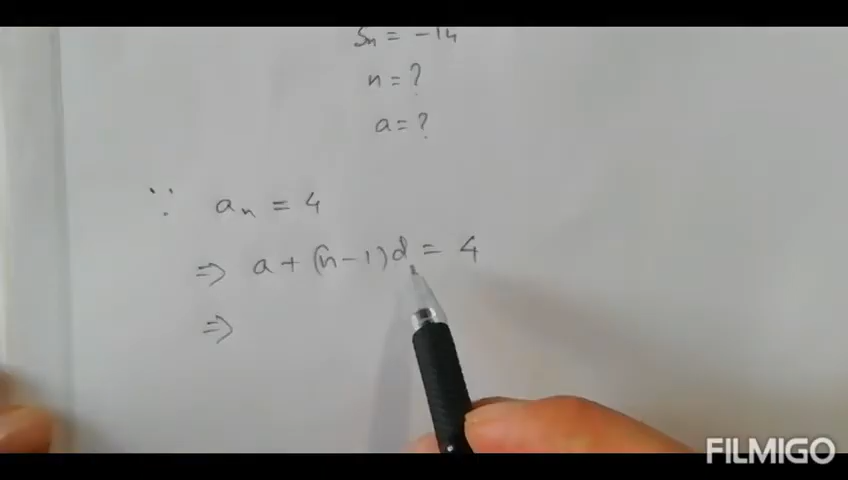 Sn = -14
n = ?
a = ?
∵ an = 4
⇒ a + (n-1)d = 4
⇒
FILMIGO